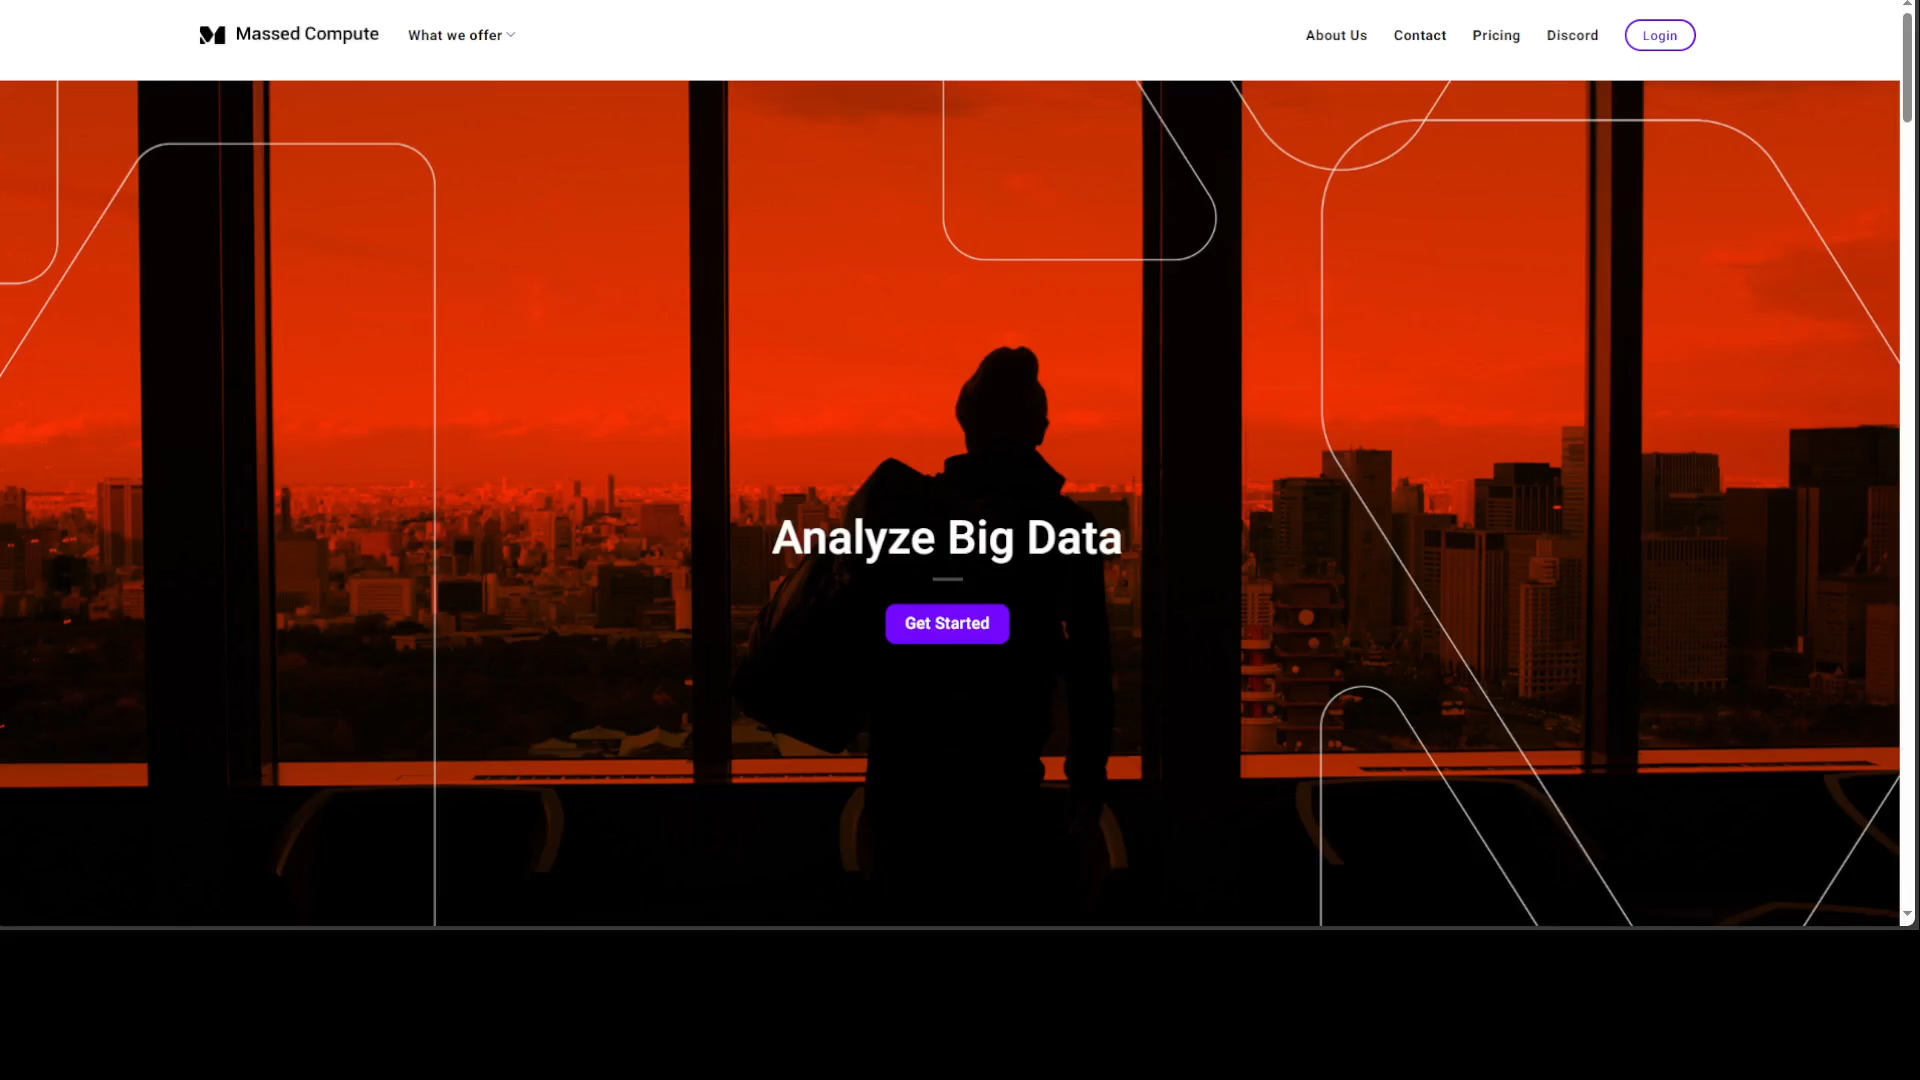 Massed Compute
What we offer
About Us
Contact
Pricing
Discord
Login
Analyze Big Data
Get Started